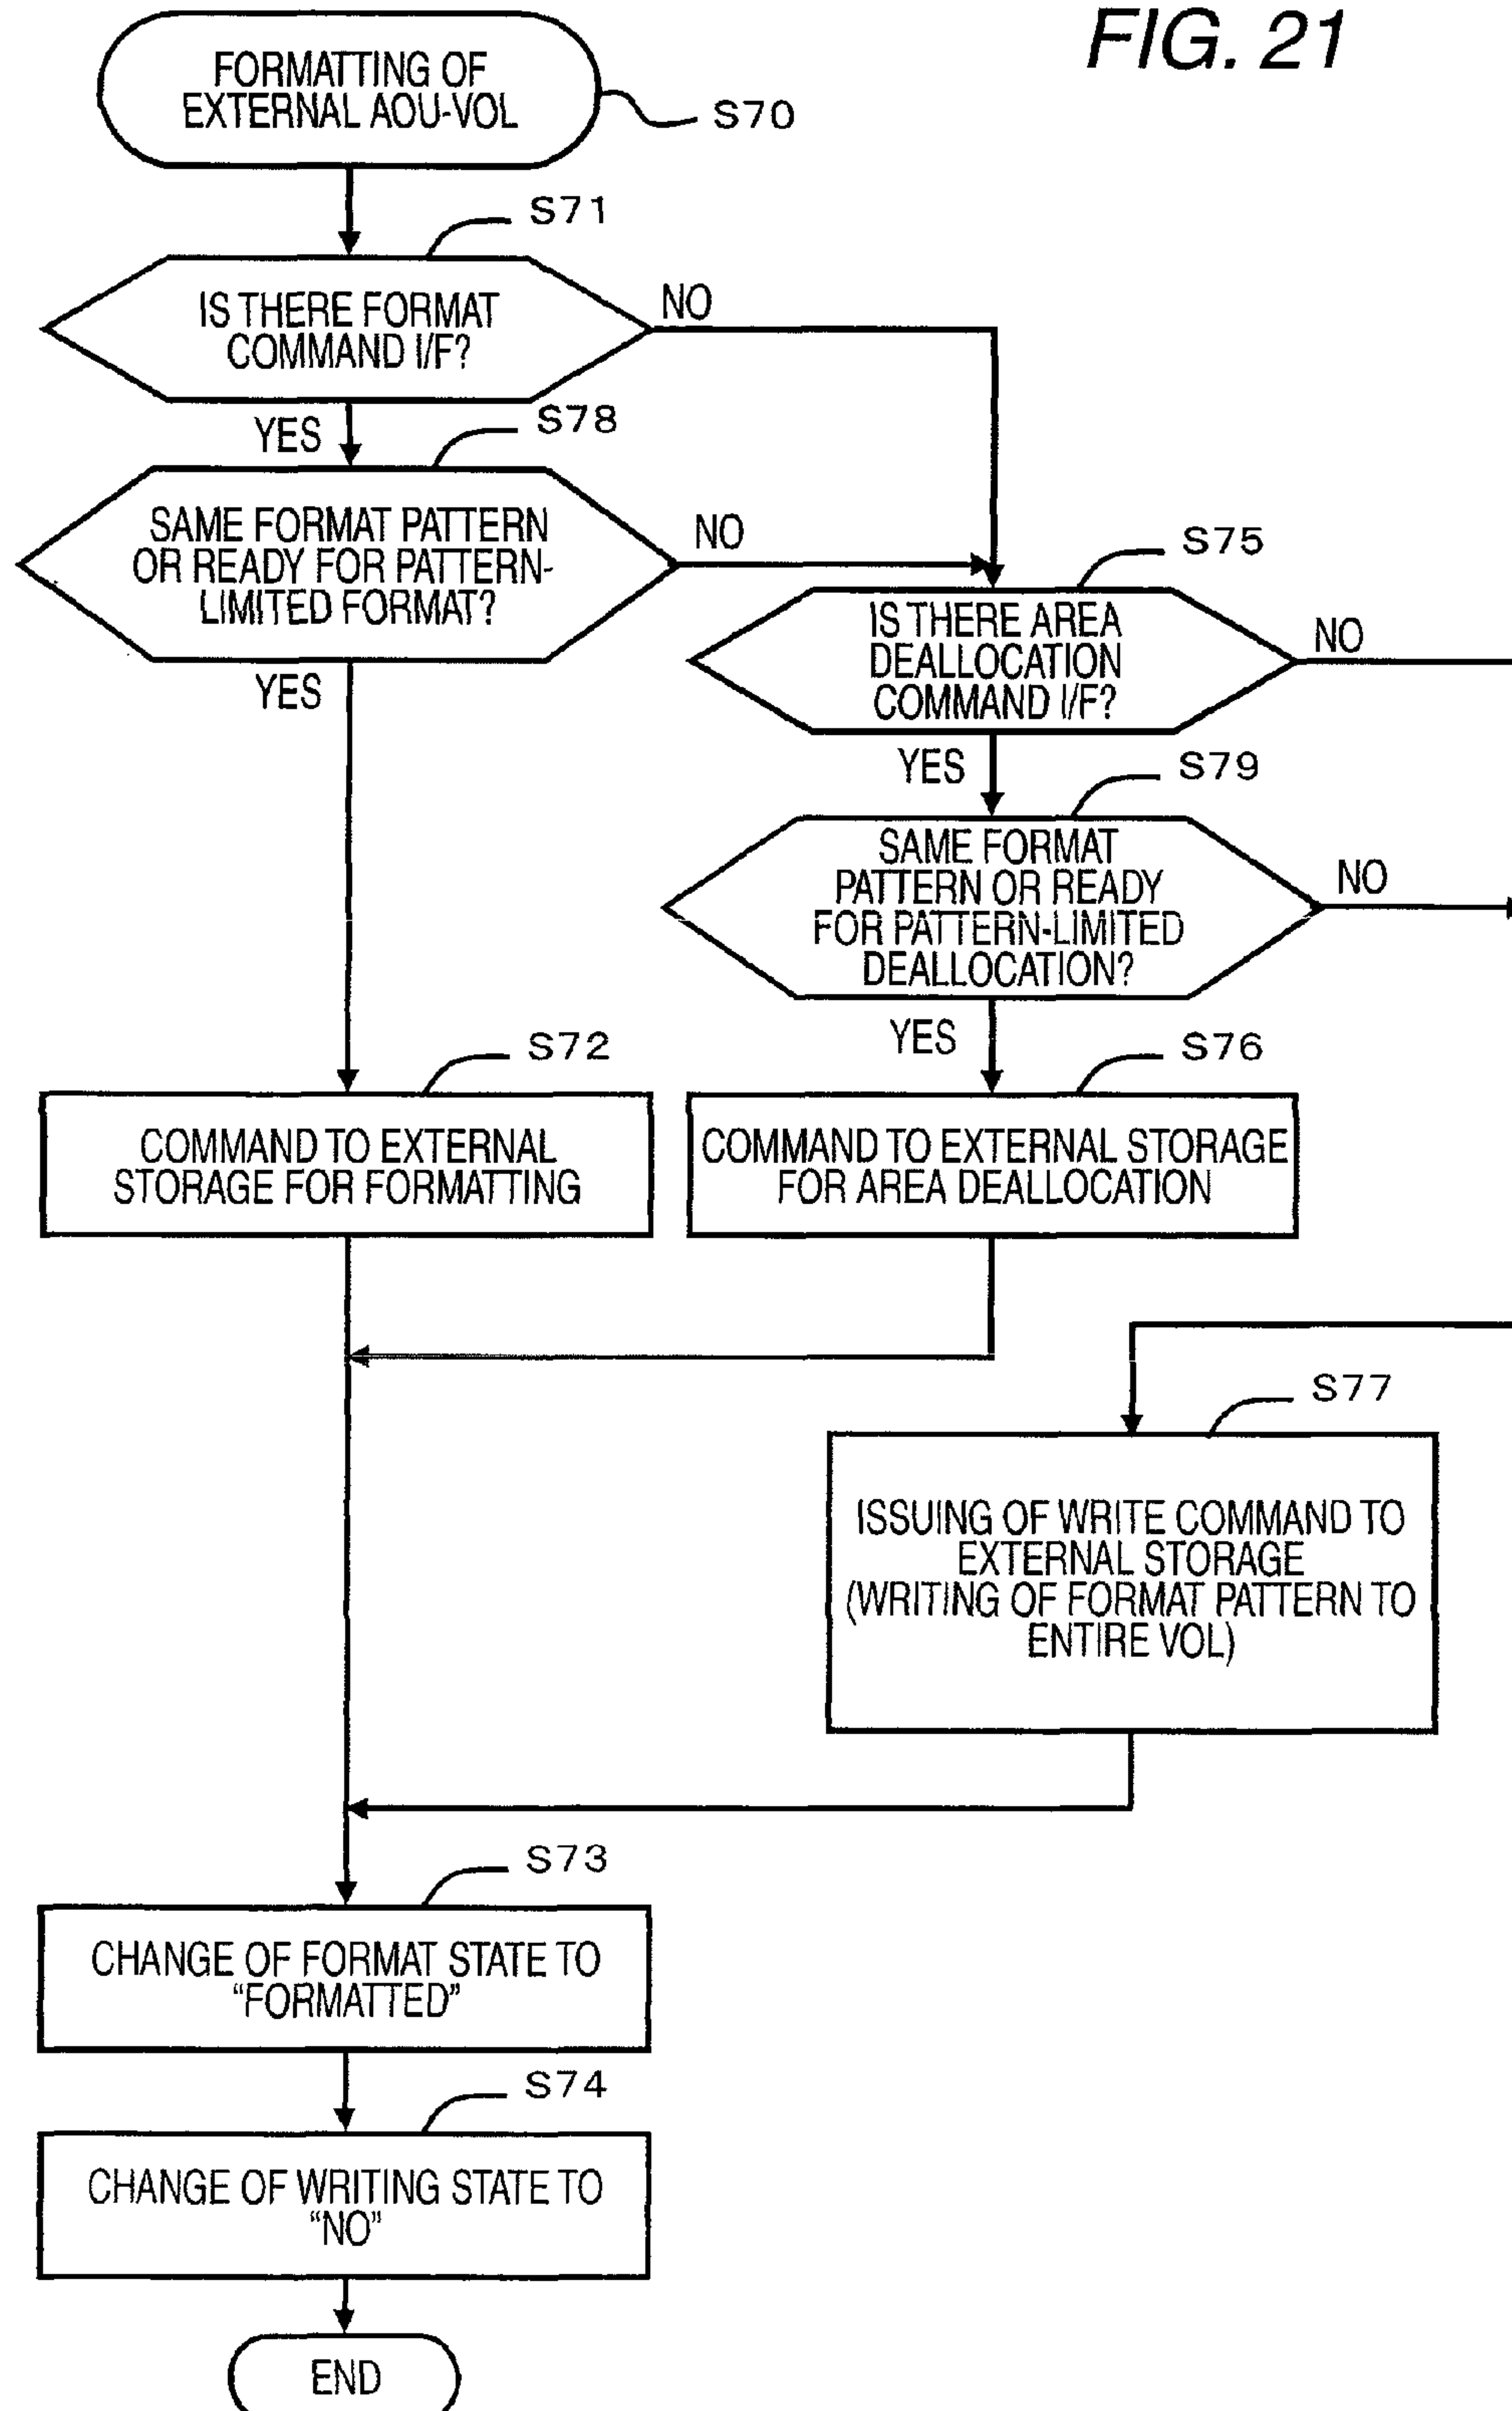 FIG. 21
FORMATTING OF
EXTERNAL AOU-VOL
S70
S71
IS THERE FORMAT
COMMAND I/F?
NO
YES
S78
SAME FORMAT PATTERN
OR READY FOR PATTERN-
LIMITED FORMAT?
NO
YES
S75
IS THERE AREA
DEALLOCATION
COMMAND I/F?
NO
YES
S79
SAME FORMAT
PATTERN OR READY
FOR PATTERN-LIMITED
DEALLOCATION?
NO
YES
S72
COMMAND TO EXTERNAL
STORAGE FOR FORMATTING
S76
COMMAND TO EXTERNAL STORAGE
FOR AREA DEALLOCATION
S77
ISSUING OF WRITE COMMAND TO
EXTERNAL STORAGE
(WRITING OF FORMAT PATTERN TO
ENTIRE VOL)
S73
CHANGE OF FORMAT STATE TO
“FORMATTED”
S74
CHANGE OF WRITING STATE TO
“NO”
END